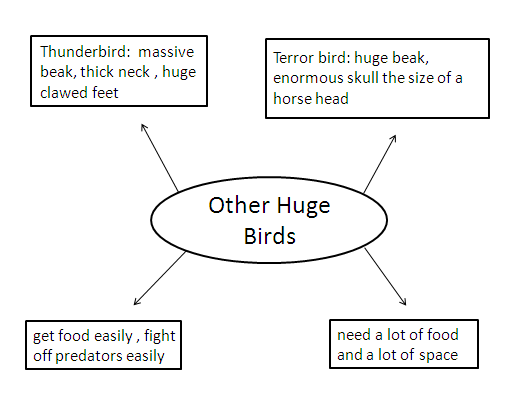 Thunderbird:  massive
beak, thick neck , huge
clawed feet
Terror bird: huge beak,
enormous skull the size of a
horse head
Other Huge
Birds
get food easily , fight
off predators easily
need a lot of food
and a lot of space